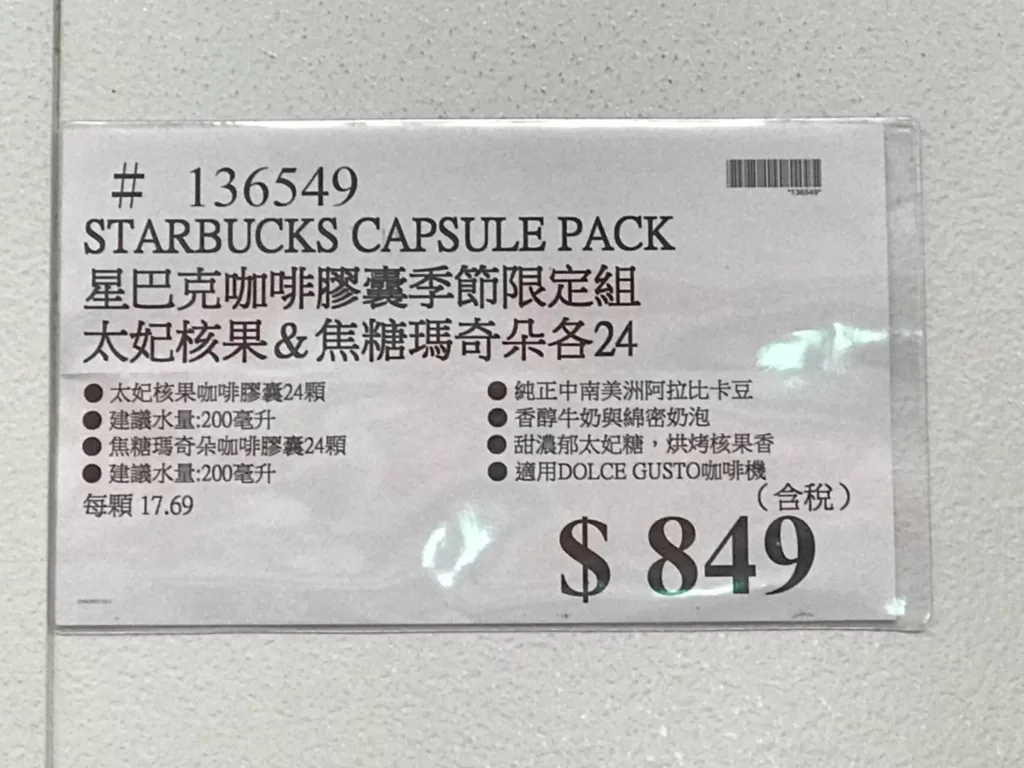 # 136549
"136549"
STARBUCKS CAPSULE PACK
星巴克咖啡膠囊季節限定組
太妃核果&焦糖瑪奇朵各24
● 太妃核果咖啡膠囊24顆
● 建議水量:200毫升
● 焦糖瑪奇朵咖啡膠囊24顆
● 建議水量:200毫升
每顆 17.69
● 純正中南美洲阿拉比卡豆
● 香醇牛奶與綿密奶泡
● 甜濃郁太妃糖，烘烤核果香
● 適用DOLCE GUSTO咖啡機
（含稅）
$ 849